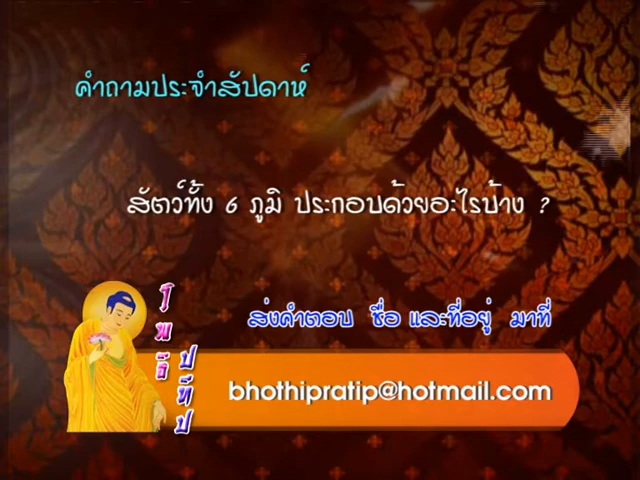 คำถามประจำสัปดาห์
สัตว์ทั้ง 6 ภูมิ ประกอบด้วยอะไรบ้าง ?
โพธิ
ปทีป
ส่งคำตอบ ชื่อ และที่อยู่ มาที่
bhothipratip@hotmail.com